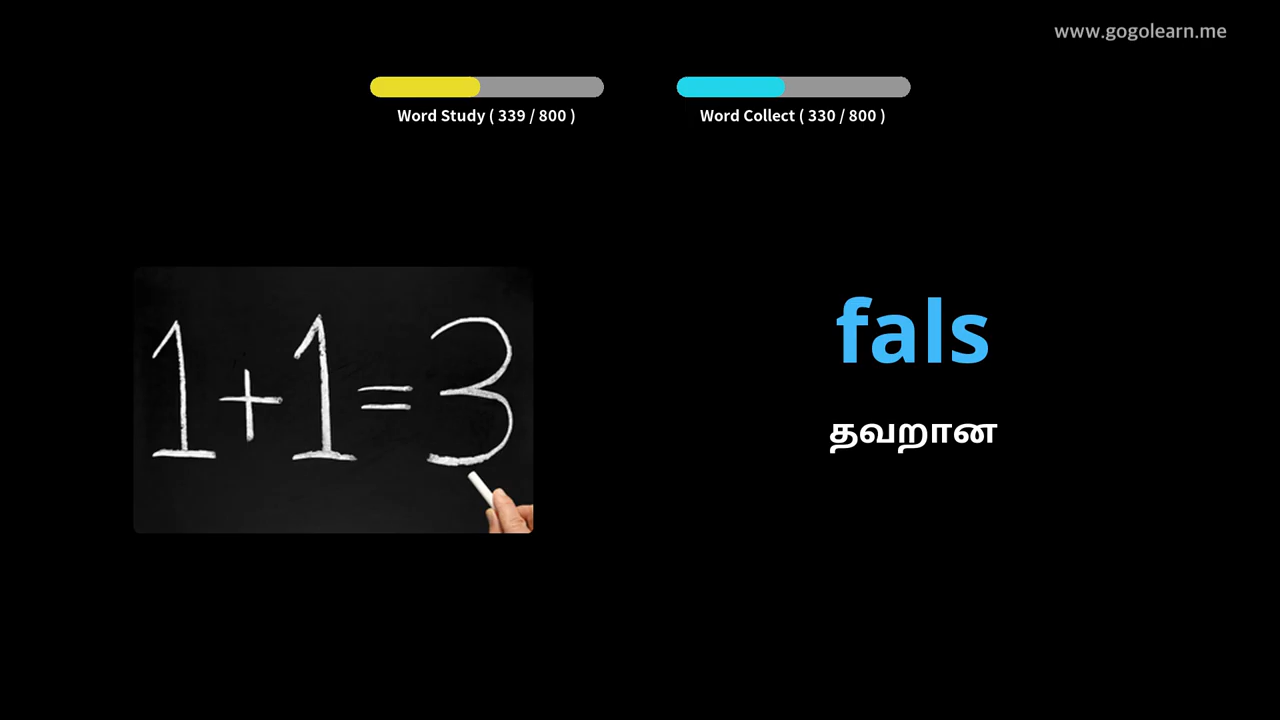 www.gogolearn.me
Word Study ( 339 / 800 )
Word Collect ( 330 / 800 )
1+1=3
fals
தவறான